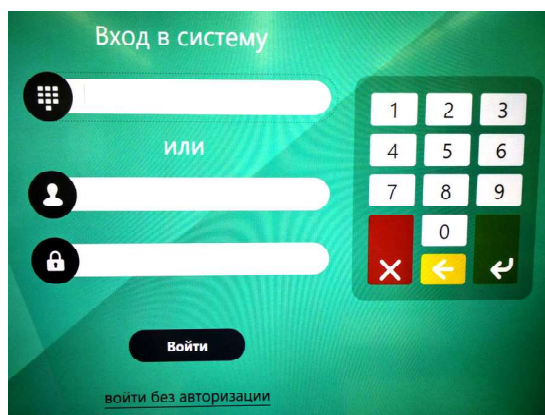 Вход в систему
или
Войти
войти без авторизации
1 2 3
4 5 6
7 8 9
0